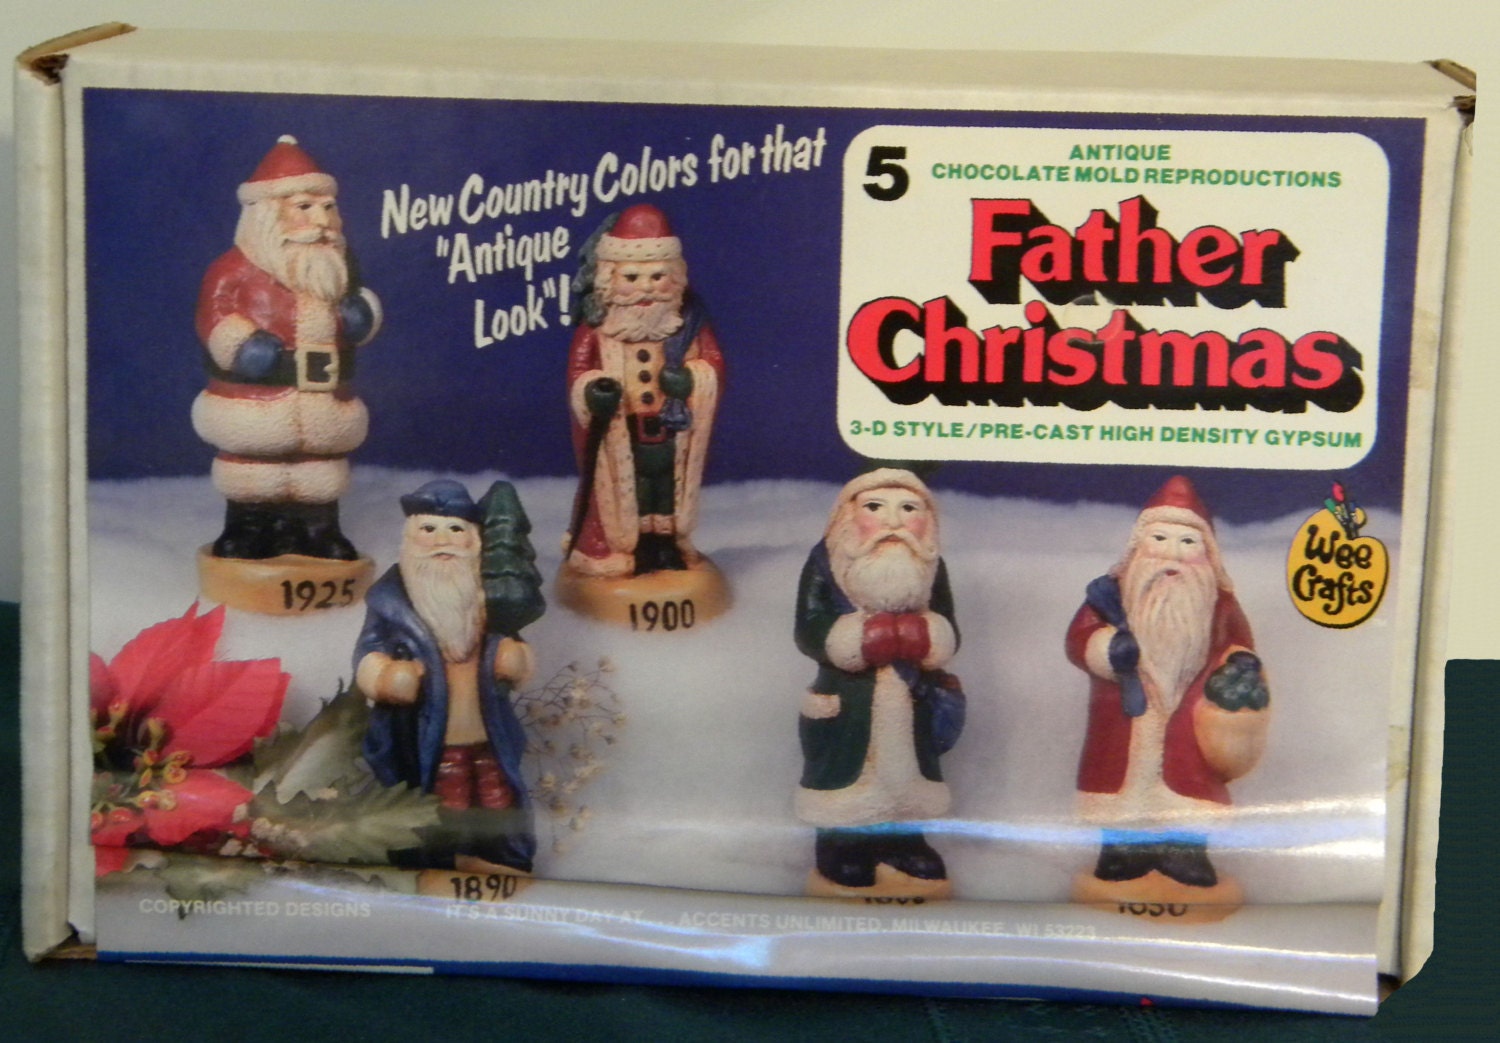 New Country Colors for that
"Antique
Look"!
5
ANTIQUE
CHOCOLATE MOLD REPRODUCTIONS
Father
Christmas
3-D STYLE/PRE-CAST HIGH DENSITY GYPSUM
Wee
Crafts
1925
1900
1890
1850
COPYRIGHTED DESIGNS
IT'S A SUNNY DAY AT... ACCENTS UNLIMITED, MILWAUKEE, WI 53223